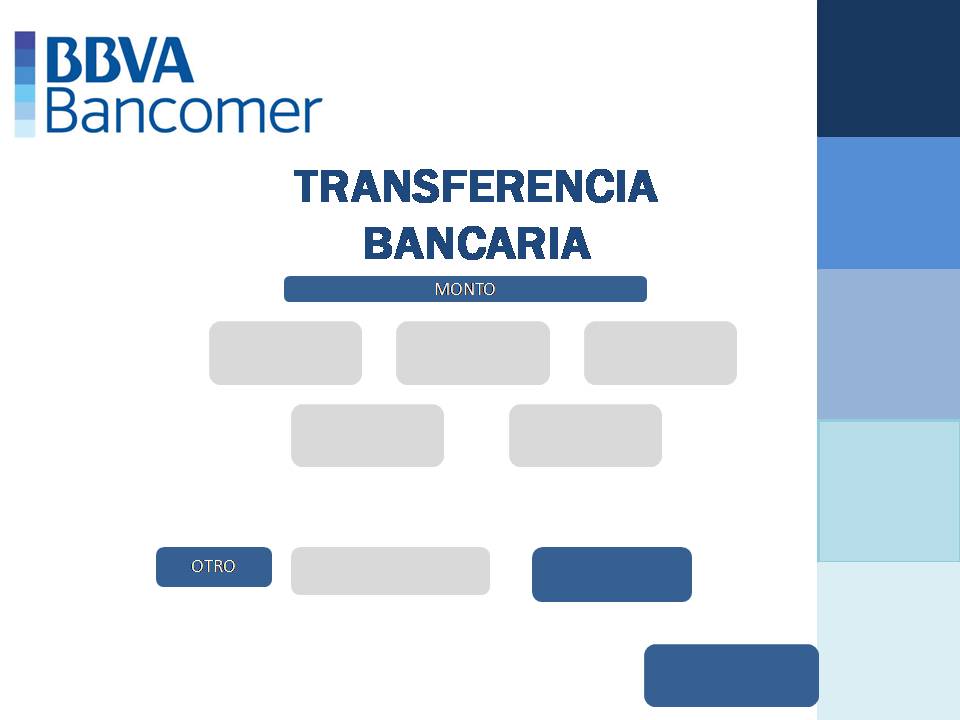 BBVA
Bancomer
TRANSFERENCIA
BANCARIA
MONTO
OTRO